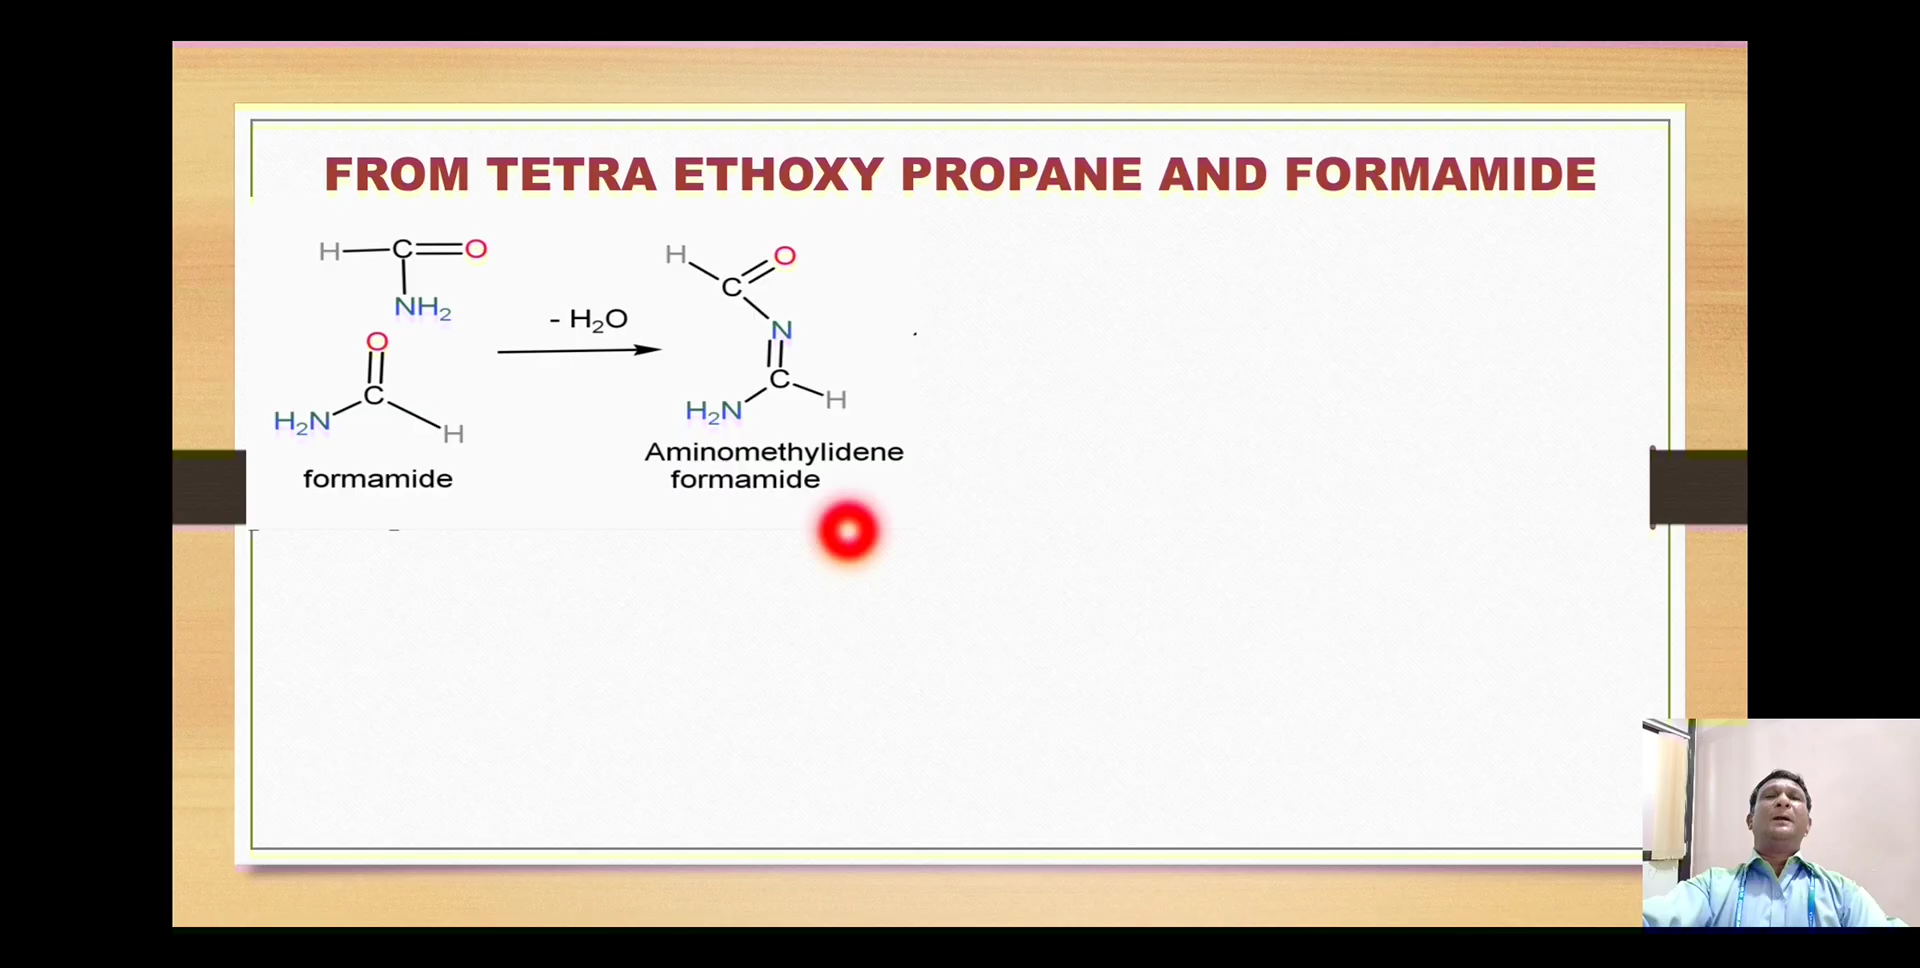 FROM TETRA ETHOXY PROPANE AND FORMAMIDE
H C O
NH2
O
C
H2N H
formamide
- H2O
H O
C
N
C
H2N H
Aminomethylidene
formamide